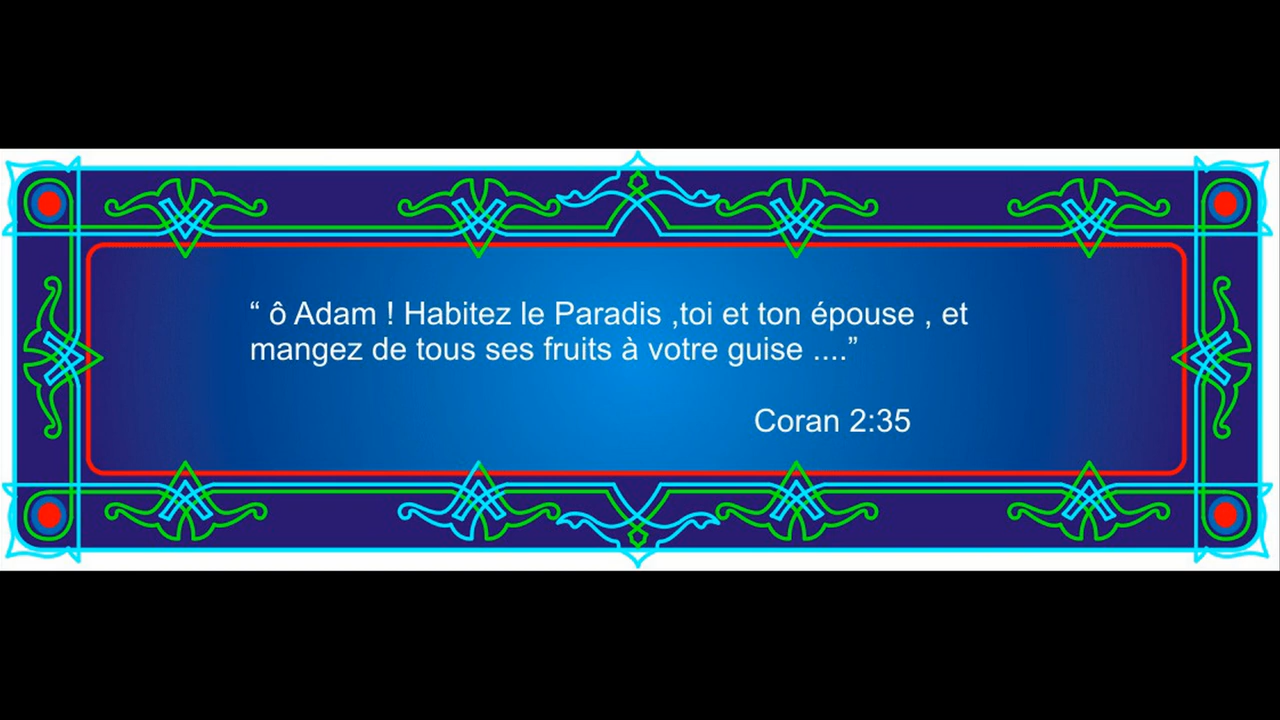 “ ô Adam ! Habitez le Paradis ,toi et ton épouse , et
mangez de tous ses fruits à votre guise ....”
Coran 2:35